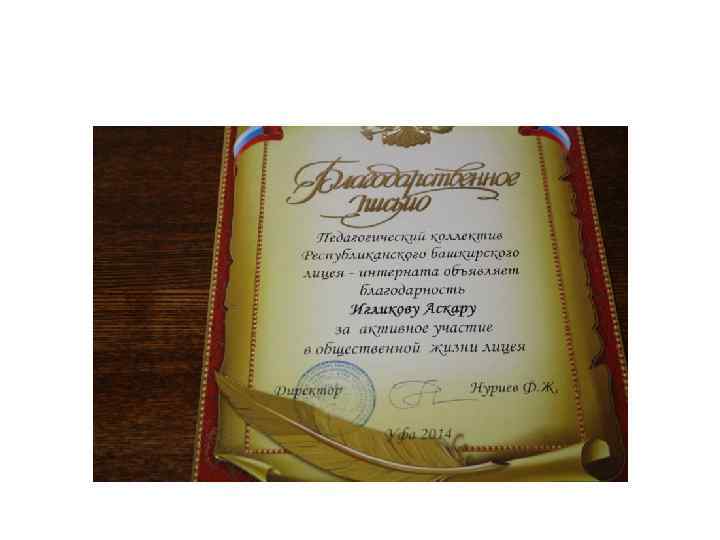 Благодарственное
письмо
Педагогический коллектив
Республиканского башкирского
лицея - интерната объявляет
благодарность
Игликову Аскару
за активное участие
в общественной жизни лицея
Директор Нуриев Ф.Ж.
Уфа 2014